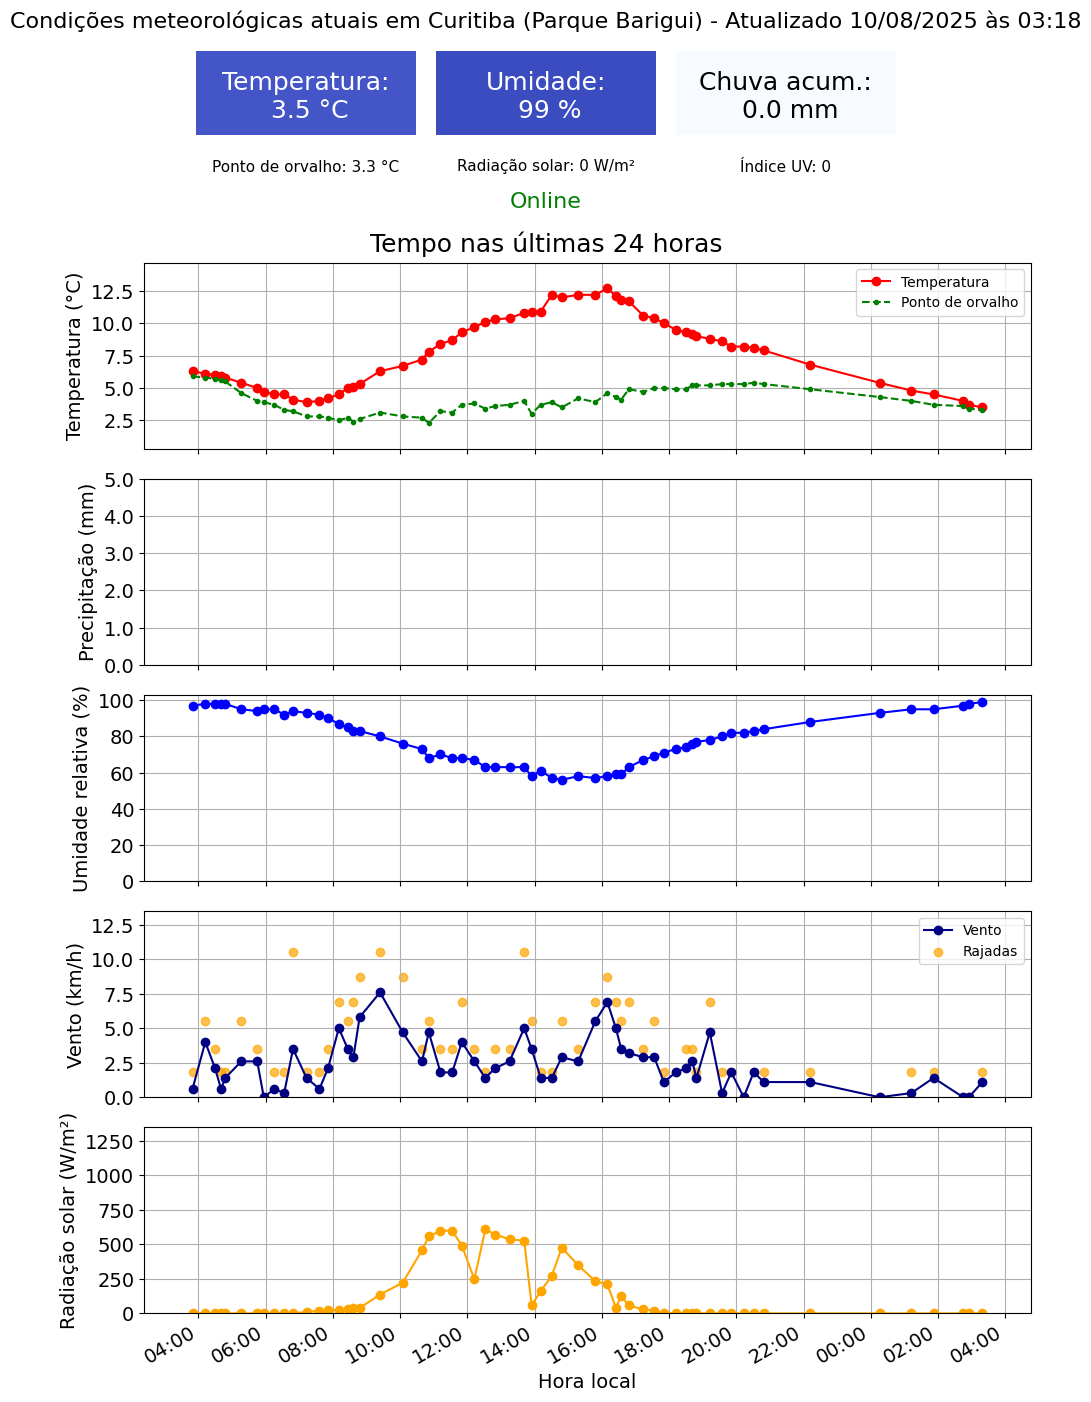 Condições meteorológicas atuais em Curitiba (Parque Barigui) - Atualizado 10/08/2025 às 03:18
Temperatura:
3.5 °C
Umidade:
99 %
Chuva acum.:
0.0 mm
Ponto de orvalho: 3.3 °C
Radiação solar: 0 W/m²
Índice UV: 0
Online
Tempo nas últimas 24 horas
Temperatura (°C)
12.5
10.0
7.5
5.0
2.5
Temperatura
Ponto de orvalho
Precipitação (mm)
5.0
4.0
3.0
2.0
1.0
0.0
Umidade relativa (%)
100
80
60
40
20
0
Vento (km/h)
12.5
10.0
7.5
5.0
2.5
0.0
Vento
Rajadas
Radiação solar (W/m²)
1250
1000
750
500
250
0
04:00
06:00
08:00
10:00
12:00
14:00
16:00
18:00
20:00
22:00
00:00
02:00
04:00
Hora local